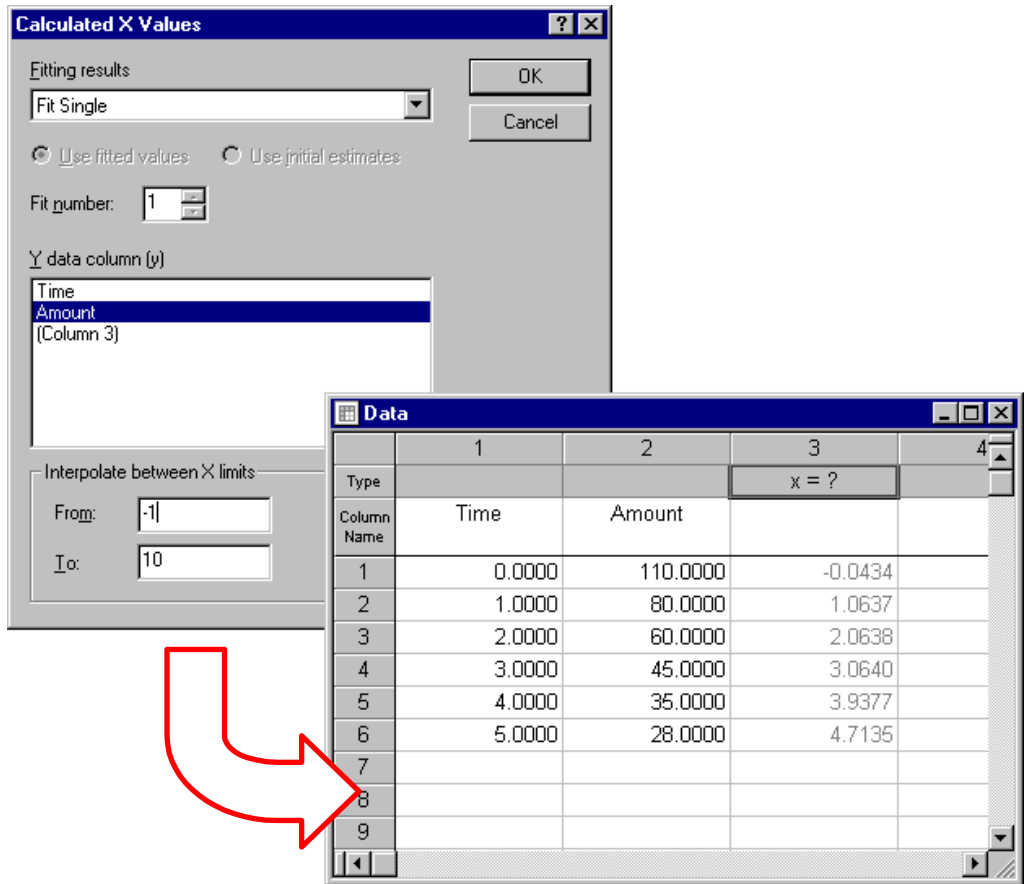 Calculated X Values
Fitting results
OK
Fit Single
Cancel
Use fitted values Use initial estimates
Fit number: 1
Y data column (y)
Time
Amount
(Column 3)
Interpolate between X limits
From: -1
To: 10
Data
1 2 3 4
Type x = ?
Column Name Time Amount
1 0.0000 110.0000 -0.0434
2 1.0000 80.0000 1.0637
3 2.0000 60.0000 2.0638
4 3.0000 45.0000 3.0640
5 4.0000 35.0000 3.9377
6 5.0000 28.0000 4.7135
7
8
9